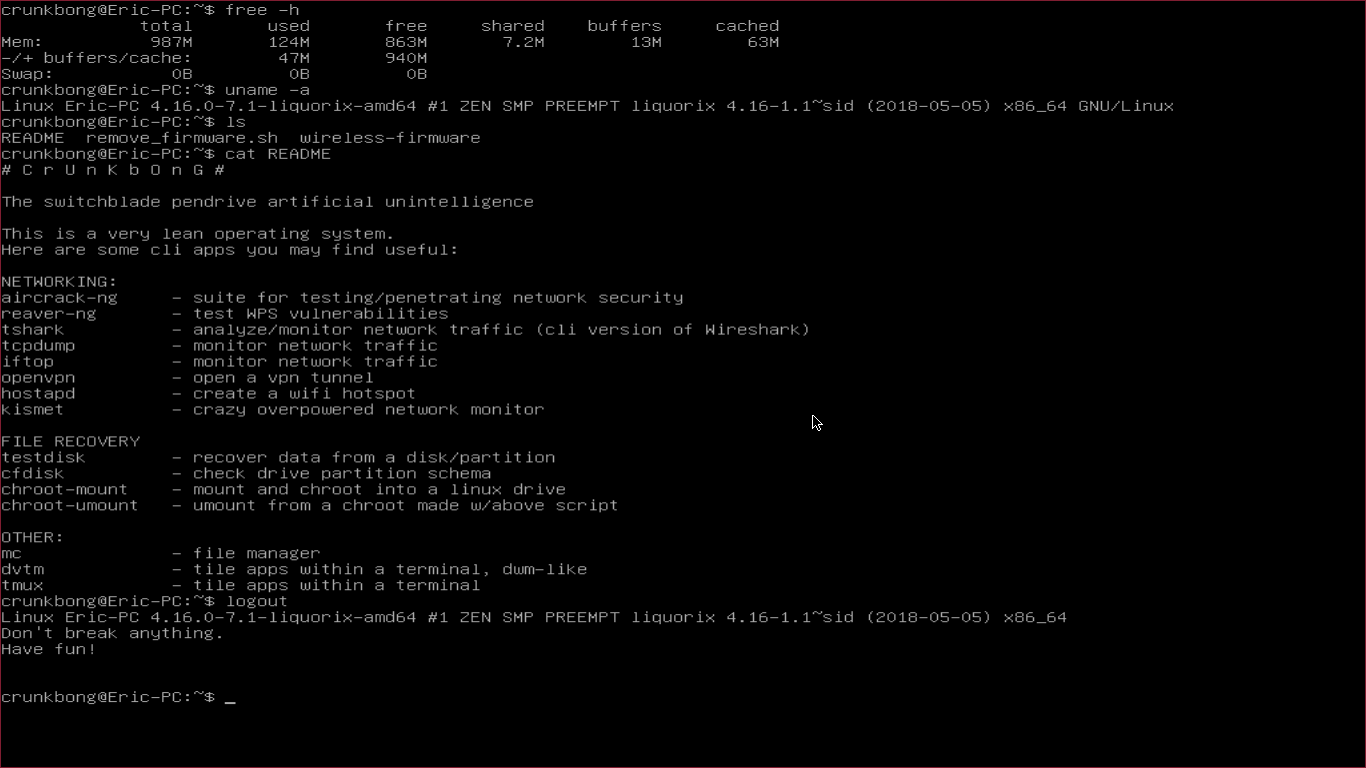 crunkbong@Eric-PC:~$ free -h
             total       used       free     shared    buffers     cached
Mem:          987M       124M       863M       7.2M        13M        63M
-/+ buffers/cache:        47M       940M
Swap:           0B         0B         0B
crunkbong@Eric-PC:~$ uname -a
Linux Eric-PC 4.16.0-7.1-liquorix-amd64 #1 ZEN SMP PREEMPT liquorix 4.16-1.1~sid (2018-05-05) x86_64 GNU/Linux
crunkbong@Eric-PC:~$ ls
README  remove_firmware.sh  wireless-firmware
crunkbong@Eric-PC:~$ cat README
# C r U n K b O n G #
The switchblade pendrive artificial unintelligence
This is a very lean operating system.
Here are some cli apps you may find useful:
NETWORKING:
aircrack-ng     - suite for testing/penetrating network security
reaver-ng       - test WPS vulnerabilities
tshark          - analyze/monitor network traffic (cli version of Wireshark)
tcpdump         - monitor network traffic
iftop           - monitor network traffic
openvpn         - open a vpn tunnel
hostapd         - create a wifi hotspot
kismet          - crazy overpowered network monitor
FILE RECOVERY
testdisk        - recover data from a disk/partition
cfdisk          - check drive partition schema
chroot-mount    - mount and chroot into a linux drive
chroot-umount   - umount from a chroot made w/above script
OTHER:
mc              - file manager
dvtm            - tile apps within a terminal, dwm-like
tmux            - tile apps within a terminal
crunkbong@Eric-PC:~$ logout
Linux Eric-PC 4.16.0-7.1-liquorix-amd64 #1 ZEN SMP PREEMPT liquorix 4.16-1.1~sid (2018-05-05) x86_64
Don't break anything.
Have fun!
crunkbong@Eric-PC:~$ _